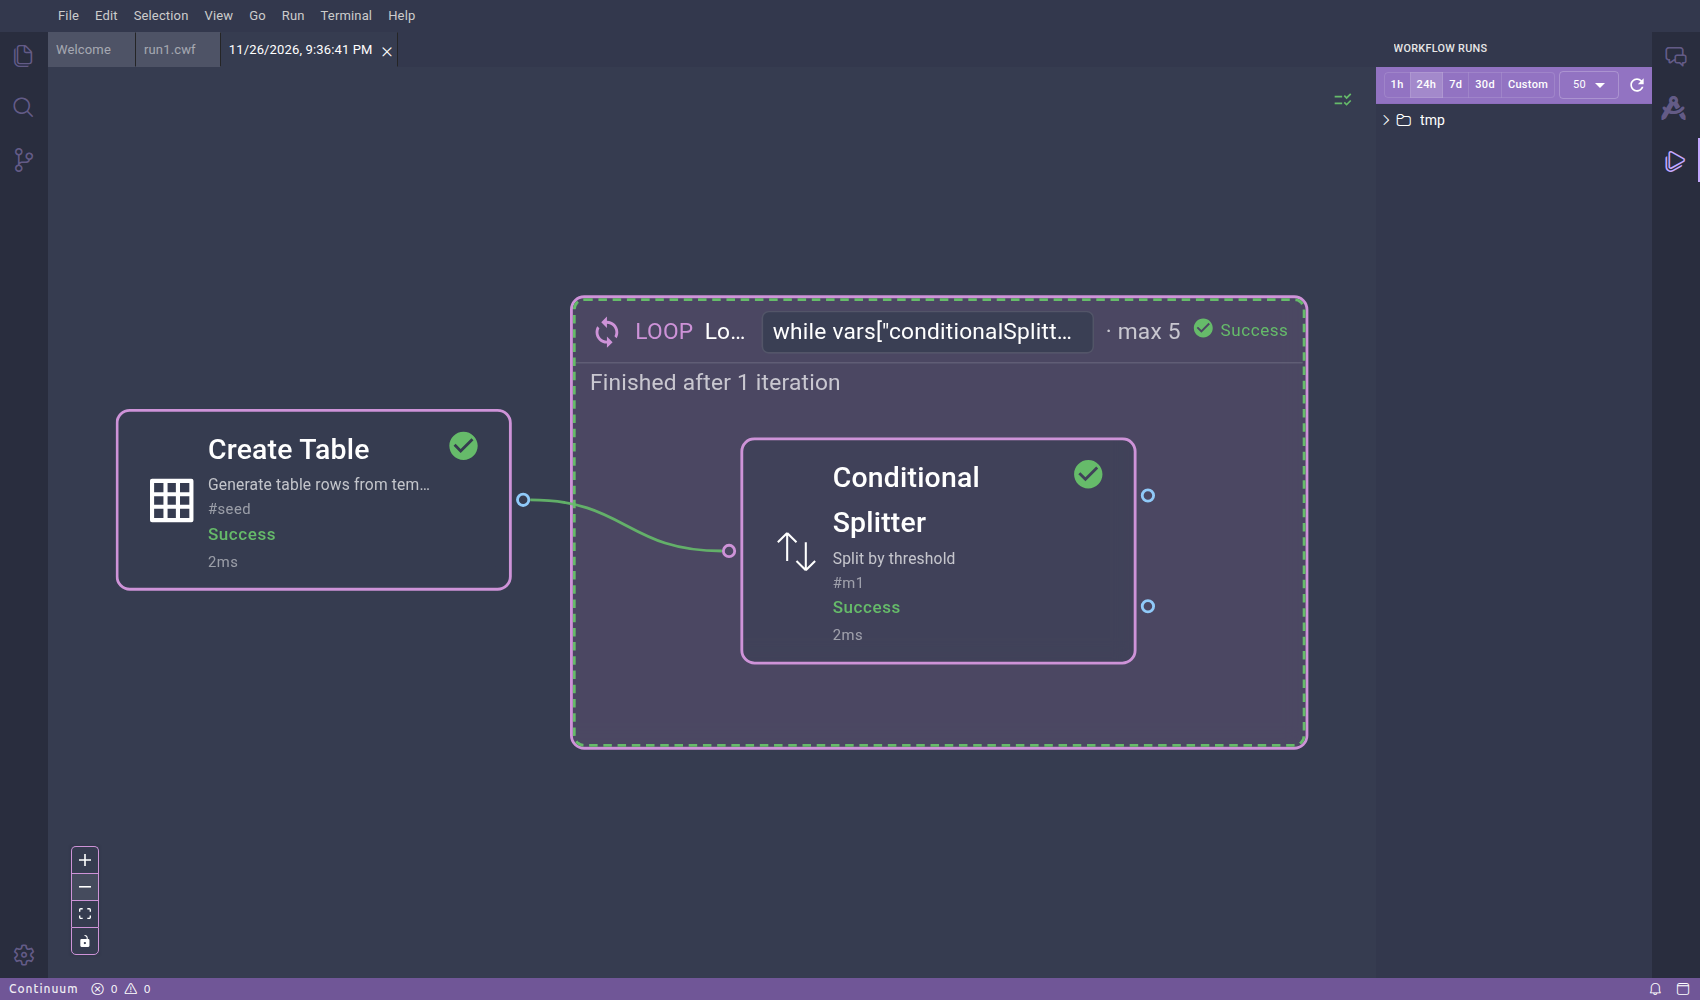 File Edit Selection View Go Run Terminal Help
Welcome run1.cwf 11/26/2026, 9:36:41 PM
WORKFLOW RUNS
1h 24h 7d 30d Custom 50
tmp
LOOP Lo... while vars["conditionalSplitt... · max 5 Success
Finished after 1 iteration
Create Table
Generate table rows from tem...
#seed
Success
2ms
Conditional
Splitter
Split by threshold
#m1
Success
2ms
Continuum 0 0